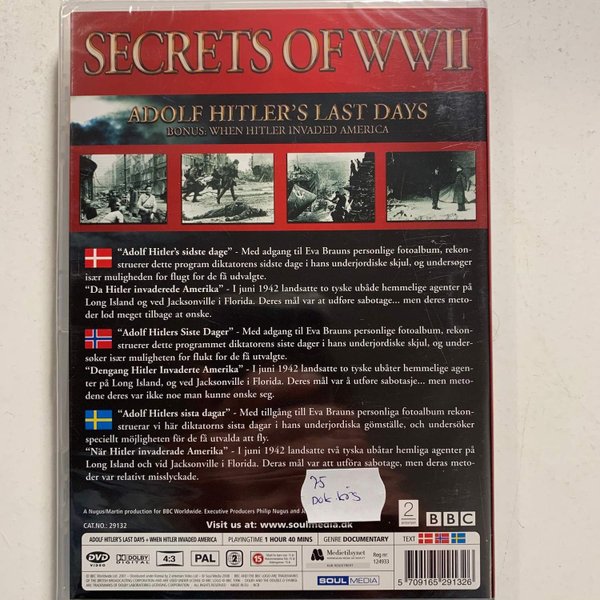 SECRETS OF WWII
ADOLF HITLER'S LAST DAYS
BONUS: WHEN HITLER INVADED AMERICA
"Adolf Hitler's sidste dage" - Med adgang til Eva Brauns personlige fotoalbum, rekon-
struerer dette program diktatorens sidste dage i hans underjordiske skjul, og undersøger
især muligheden for flugt for de få udvalgte.
"Da Hitler invaderede Amerika" - I juni 1942 landsatte to tyske ubåde hemmelige agenter på
Long Island og ved Jacksonville i Florida. Deres mål var at udføre sabotage... men deres meto-
der lod meget tilbage at ønske.
"Adolf Hitlers Siste Dager" - Med adgang til Eva Brauns personlige fotoalbum, rekon-
struerer dette programmet diktatorens siste dager i hans underjordiske skjul, og under-
søker især muligheten for flukt for de få utvalgte.
"Dengang Hitler Invaderte Amerika" - I juni 1942 landsatte to tyske ubåter hemmelige agen-
ter på Long Island, og ved Jacksonville i Florida. Deres mål var å utføre sabotasje... men meto-
dene deres var ikke noe man kunne ønske seg.
"Adolf Hitlers sista dagar" - Med tillgång till Eva Brauns personliga fotoalbum rekon-
struerar vi här diktatorns sista dagar i hans underjordiska gömställe, och undersöker
speciellt möjligheten för de få utvalda att fly.
"När Hitler invaderade Amerika" - I juni 1942 landsatte två tyska ubåtar hemliga agenter på
Long Island och vid Jacksonville i Florida. Deras mål var att utföra sabotage, men deras meto-
der var relativt misslyckade.
75
A Nugus/Martin production for BBC Worldwide. Executive Producers Philip Nugus and
CAT.NO.: 29132
Visit us at: www.soulmedia.dk
2 BBC
ADOLF HITLER'S LAST DAYS + WHEN HITLER INVADED AMERICA PLAYINGTIME 1 HOUR 40 MINS GENRE DOCUMENTARY TEXT
DVD VIDEO DOLBY DIGITAL 4:3 PAL 2 15 Medietilsynet Reg nr: 124933
SOUL MEDIA
5 709165 291326